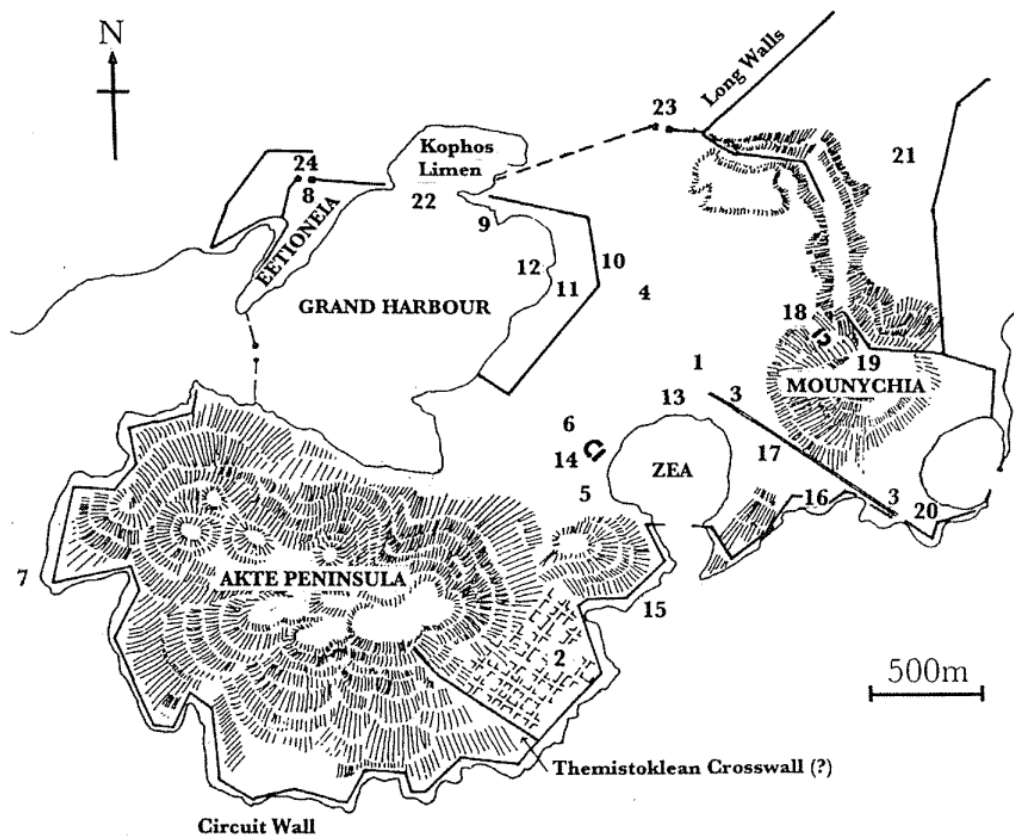 N
Long Walls
23
Kophos
Limen
24
8
22
21
9
EETIONEIA
12
10
11
4
GRAND HARBOUR
18
19
1
MOUNYCHIA
3
13
6
17
14
ZEA
5
16
3
20
7
AKTE PENINSULA
15
2
500m
Themistoklean Crosswall (?)
Circuit Wall